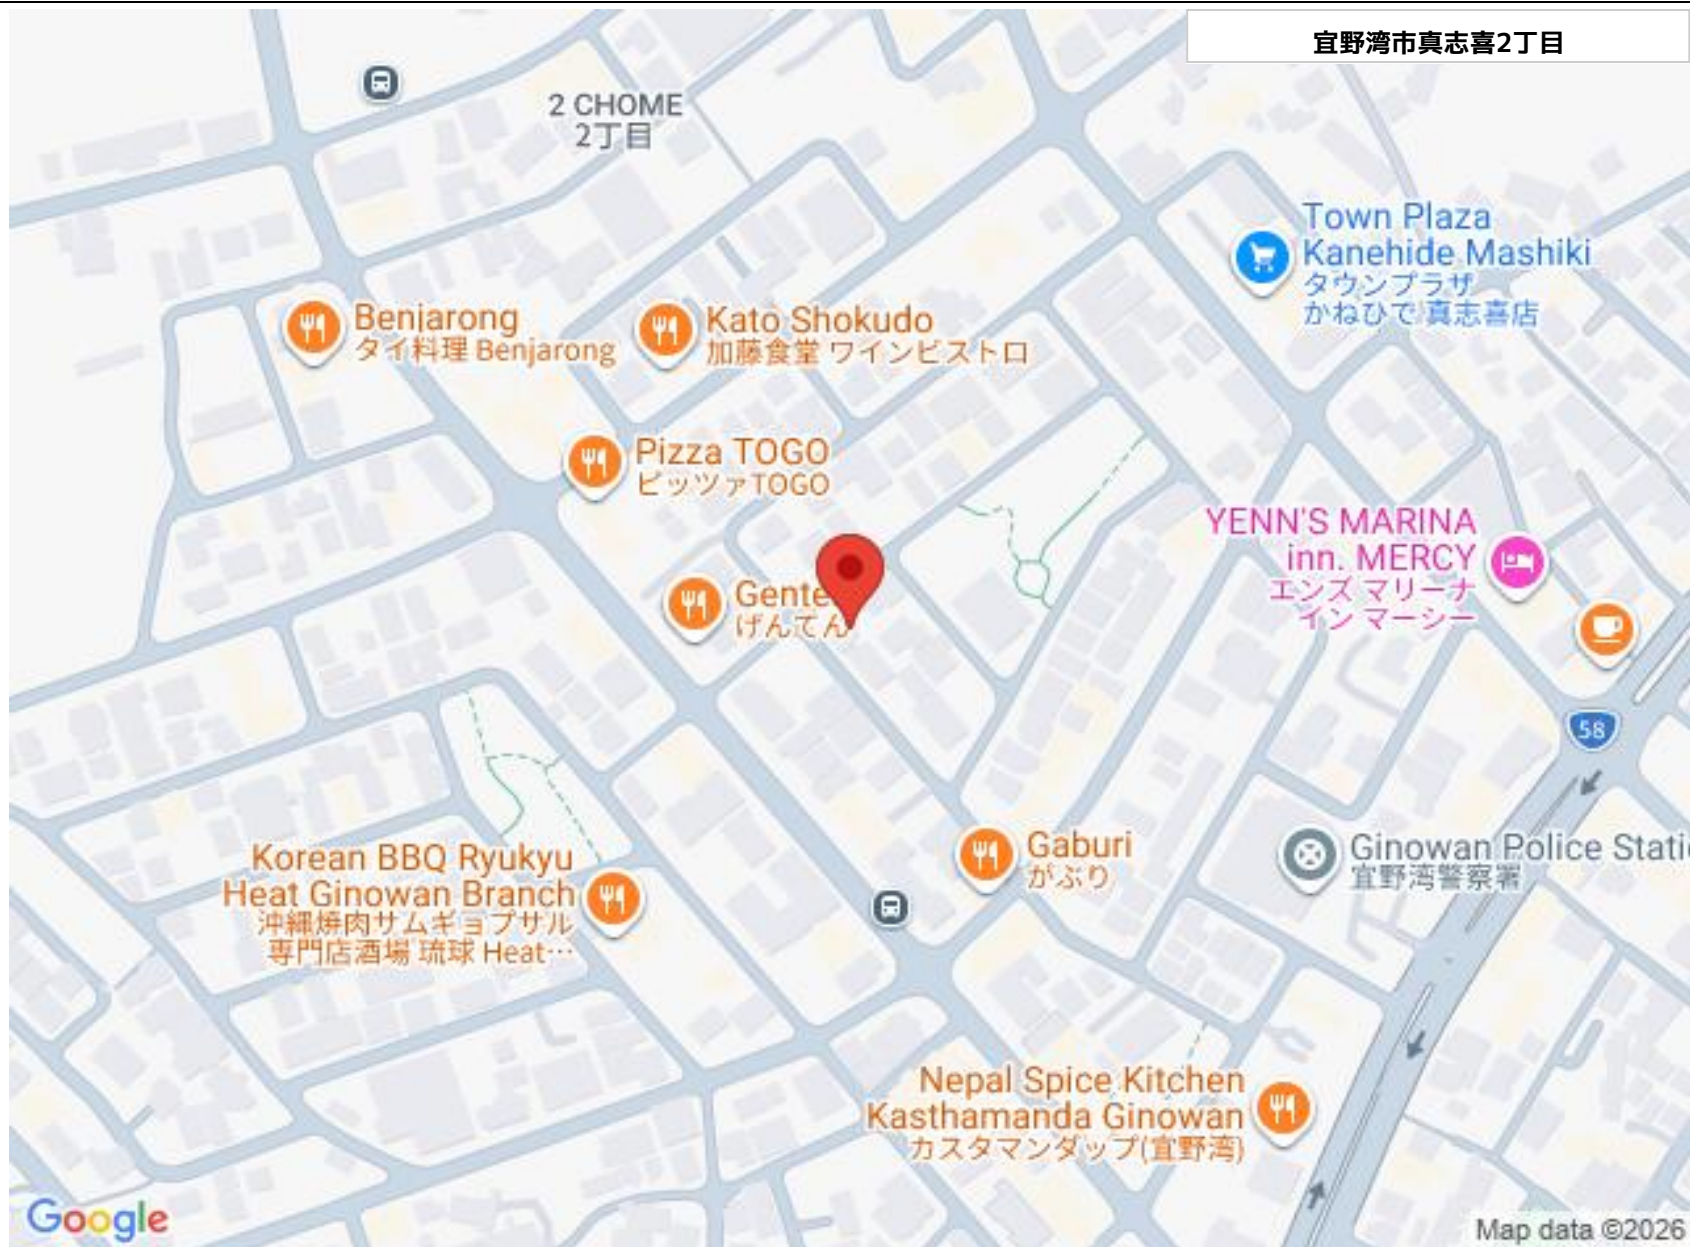 宜野湾市真志喜2丁目
2 CHOME
2丁目
Town Plaza
Kanehide Mashiki
タウンプラザ
かねひで 真志喜店
Benjarong
タイ料理 Benjarong
Kato Shokudo
加藤食堂 ワインビストロ
Pizza TOGO
ピッツァTOGO
YENN'S MARINA
inn. MERCY
エンズ マリーナ
イン マーシー
Gente
げんてん
58
Korean BBQ Ryukyu
Heat Ginowan Branch
沖縄焼肉サムギョプサル
専門店酒場 琉球 Heat…
Gaburi
がぶり
Ginowan Police Stati
宜野湾警察署
Nepal Spice Kitchen
Kasthamanda Ginowan
カスタマンダップ(宜野湾)
Google
Map data ©2026